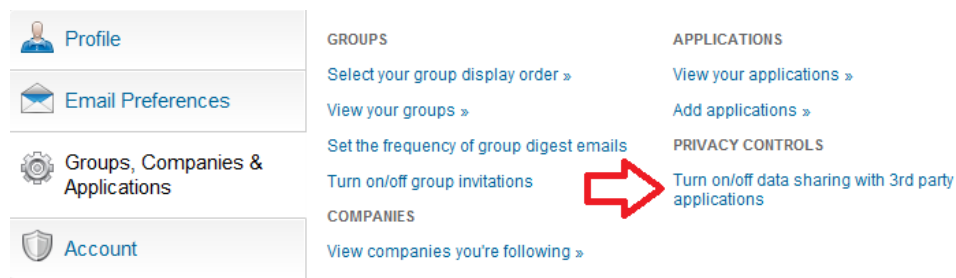 Profile
Email Preferences
Groups, Companies &
Applications
Account
GROUPS
Select your group display order »
View your groups »
Set the frequency of group digest emails
Turn on/off group invitations
COMPANIES
View companies you're following »
APPLICATIONS
View your applications »
Add applications »
PRIVACY CONTROLS
Turn on/off data sharing with 3rd party
applications